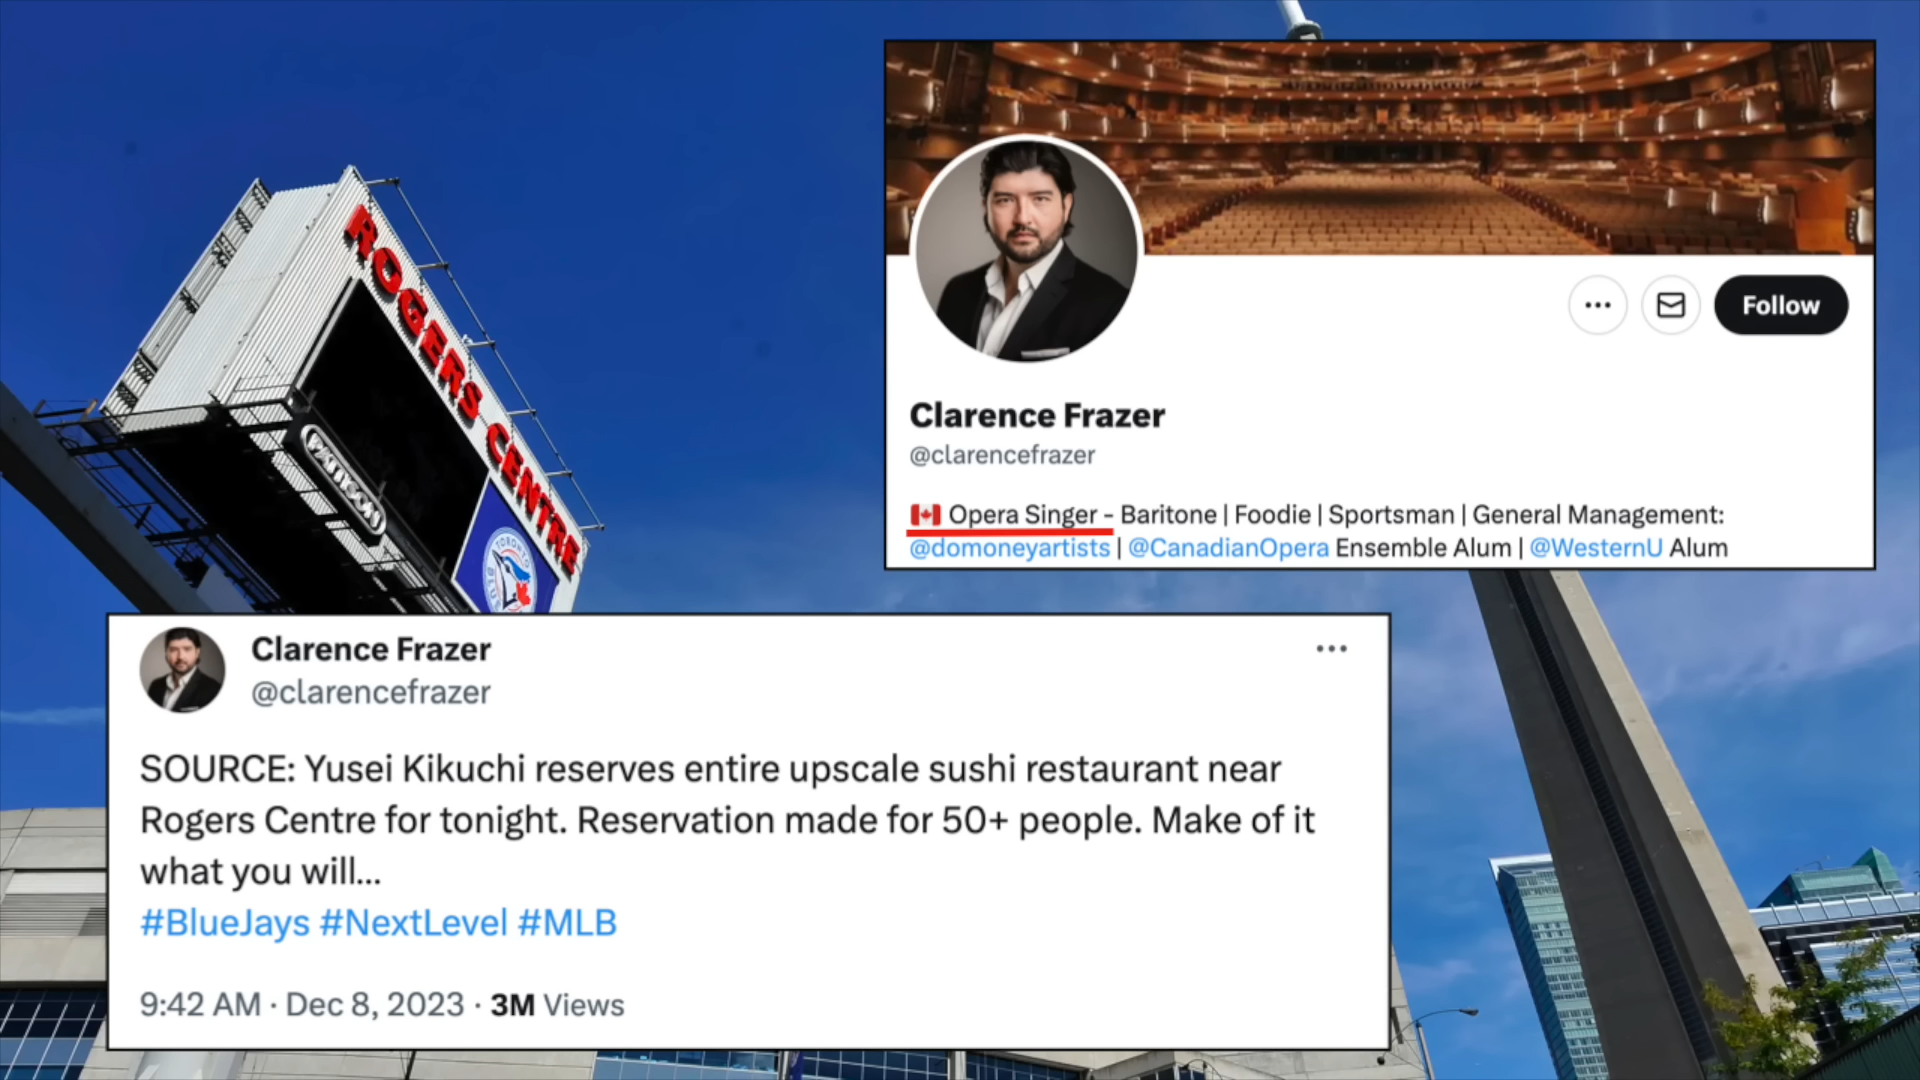 ROGERS CENTRE
PATTISON
TORONTO
BLUE
Clarence Frazer
@clarencefrazer
🇨🇦 Opera Singer - Baritone | Foodie | Sportsman | General Management:
@domoneyartists | @CanadianOpera Ensemble Alum | @WesternU Alum
Follow
Clarence Frazer
@clarencefrazer
SOURCE: Yusei Kikuchi reserves entire upscale sushi restaurant near
Rogers Centre for tonight. Reservation made for 50+ people. Make of it
what you will...
#BlueJays #NextLevel #MLB
9:42 AM · Dec 8, 2023 · 3M Views